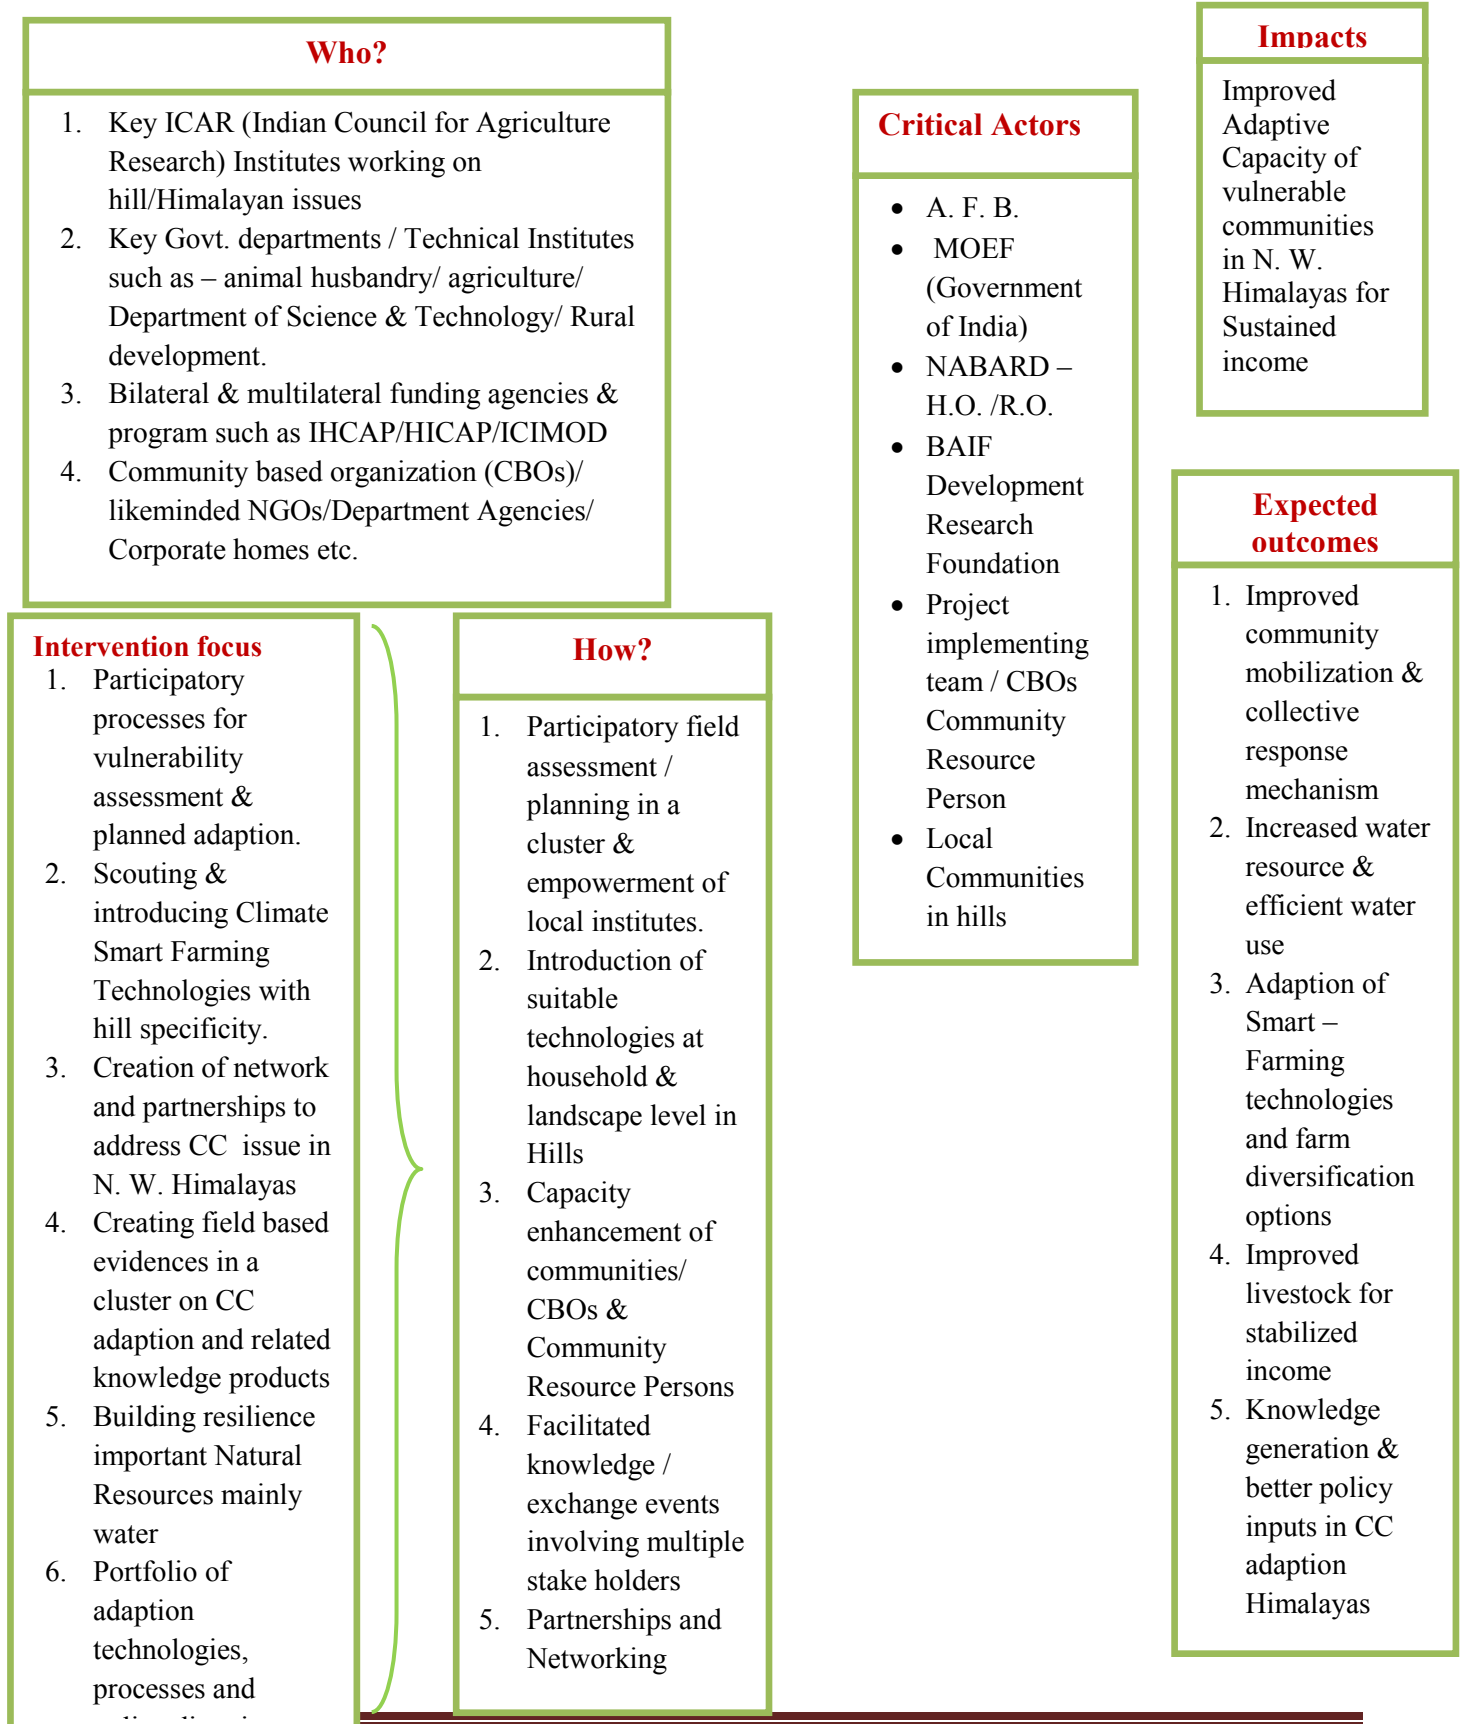 Who?
1. Key ICAR (Indian Council for Agriculture
Research) Institutes working on
hill/Himalayan issues
2. Key Govt. departments / Technical Institutes
such as – animal husbandry/ agriculture/
Department of Science & Technology/ Rural
development.
3. Bilateral & multilateral funding agencies &
program such as IHCAP/HICAP/ICIMOD
4. Community based organization (CBOs)/
likeminded NGOs/Department Agencies/
Corporate homes etc.
Intervention focus
1. Participatory
processes for
vulnerability
assessment &
planned adaption.
2. Scouting &
introducing Climate
Smart Farming
Technologies with
hill specificity.
3. Creation of network
and partnerships to
address CC issue in
N. W. Himalayas
4. Creating field based
evidences in a
cluster on CC
adaption and related
knowledge products
5. Building resilience
important Natural
Resources mainly
water
6. Portfolio of
adaption
technologies,
processes and
How?
1. Participatory field
assessment /
planning in a
cluster &
empowerment of
local institutes.
2. Introduction of
suitable
technologies at
household &
landscape level in
Hills
3. Capacity
enhancement of
communities/
CBOs &
Community
Resource Persons
4. Facilitated
knowledge /
exchange events
involving multiple
stake holders
5. Partnerships and
Networking
Critical Actors
• A. F. B.
• MOEF
(Government
of India)
• NABARD –
H.O. /R.O.
• BAIF
Development
Research
Foundation
• Project
implementing
team / CBOs
Community
Resource
Person
• Local
Communities
in hills
Impacts
Improved
Adaptive
Capacity of
vulnerable
communities
in N. W.
Himalayas for
Sustained
income
Expected
outcomes
1. Improved
community
mobilization &
collective
response
mechanism
2. Increased water
resource &
efficient water
use
3. Adaption of
Smart –
Farming
technologies
and farm
diversification
options
4. Improved
livestock for
stabilized
income
5. Knowledge
generation &
better policy
inputs in CC
adaption
Himalayas